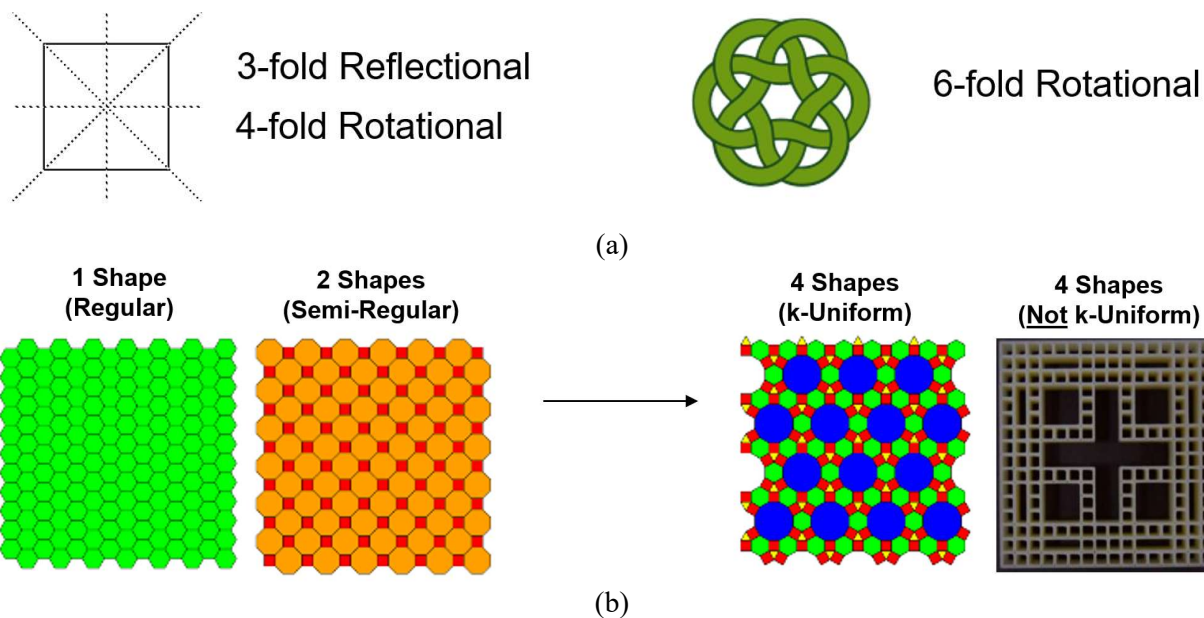 3-fold Reflectional
4-fold Rotational
6-fold Rotational
(a)
1 Shape
(Regular)
2 Shapes
(Semi-Regular)
4 Shapes
(k-Uniform)
4 Shapes
(Not k-Uniform)
(b)